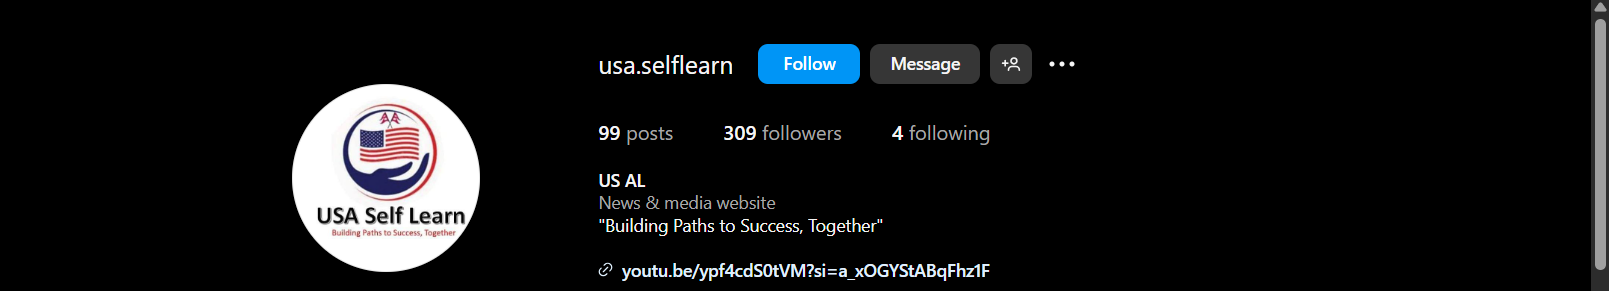 usa.selflearn Follow Message
99 posts 309 followers 4 following
US AL
News & media website
"Building Paths to Success, Together"
youtu.be/ypf4cdS0tVM?si=a_xOGYStABqFhz1F
USA Self Learn
Building Paths to Success, Together